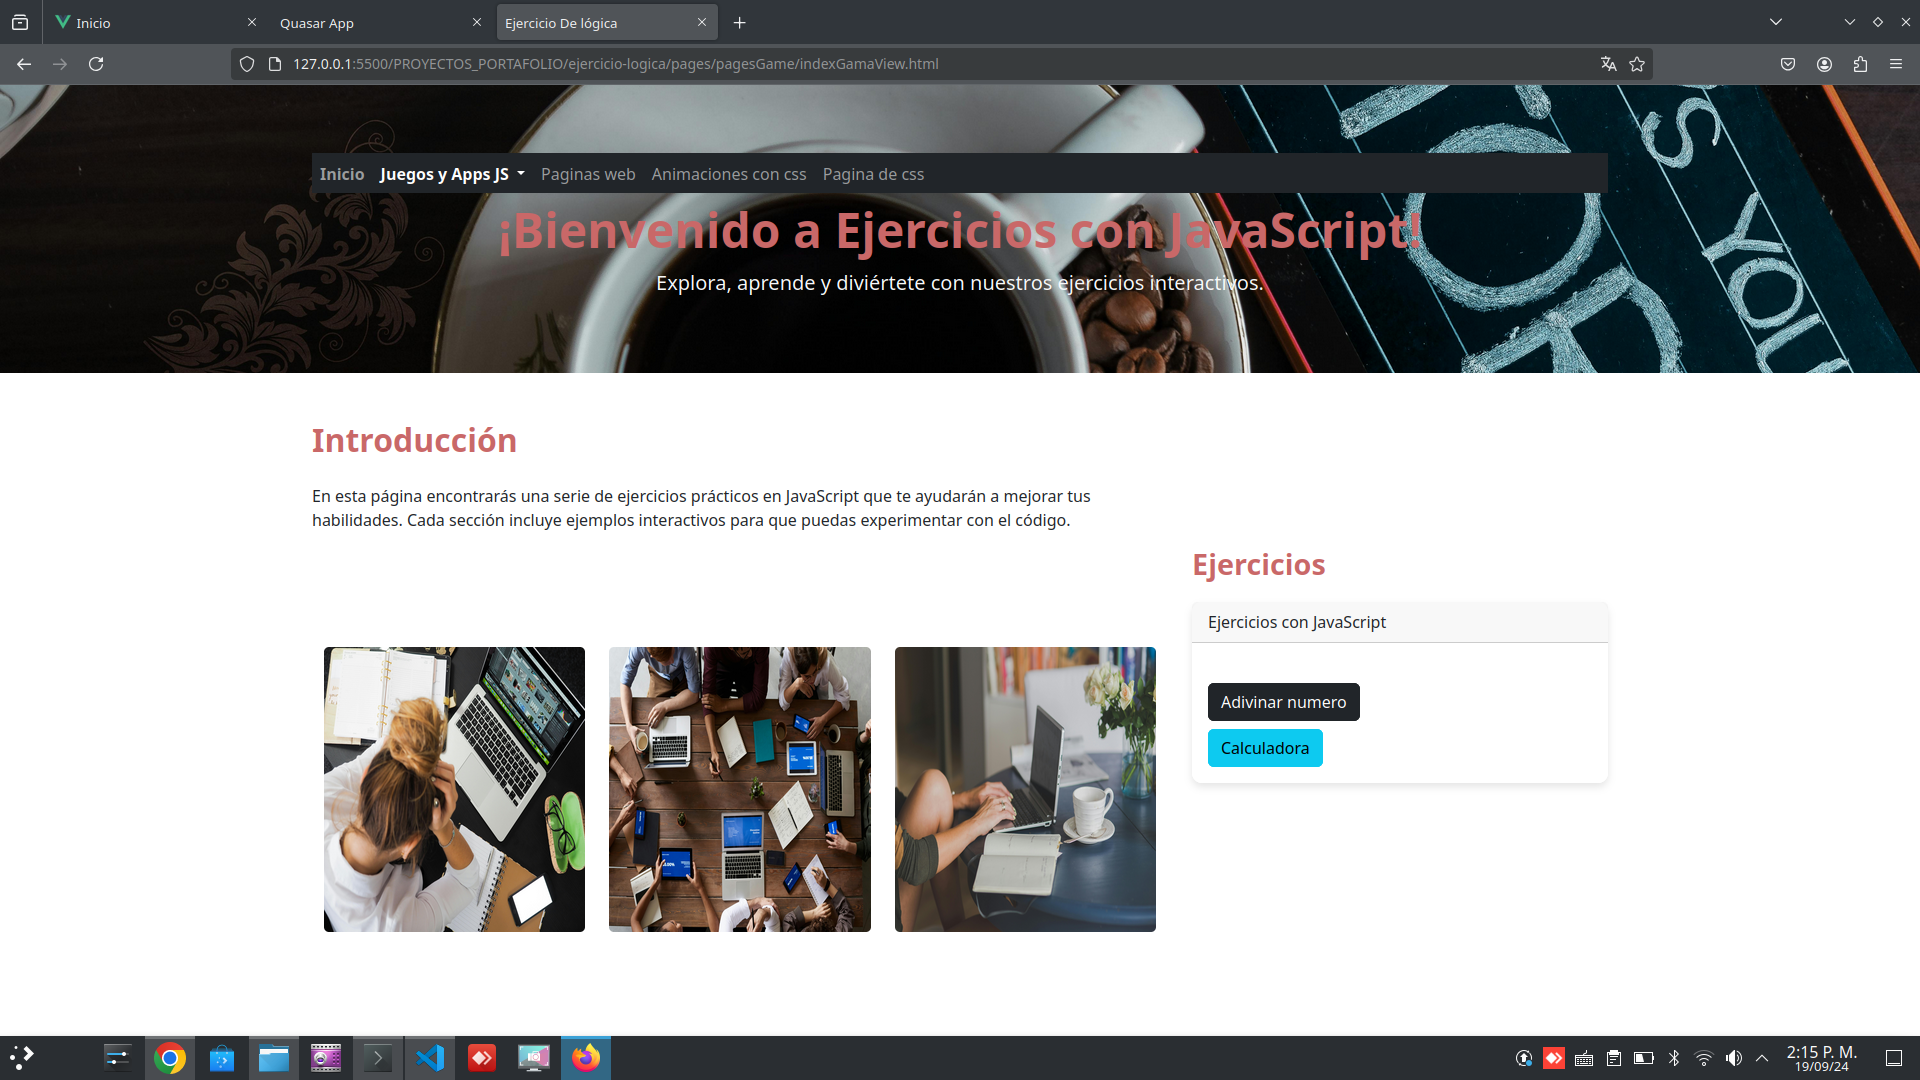 Inicio
Quasar App
Ejercicio De lógica
127.0.0.1:5500/PROYECTOS_PORTAFOLIO/ejercicio-logica/pages/pagesGame/indexGamaView.html
Inicio
Juegos y Apps JS
Paginas web
Animaciones con css
Pagina de css
¡Bienvenido a Ejercicios con JavaScript!
Explora, aprende y diviértete con nuestros ejercicios interactivos.
S YOU
Introducción
En esta página encontrarás una serie de ejercicios prácticos en JavaScript que te ayudarán a mejorar tus
habilidades. Cada sección incluye ejemplos interactivos para que puedas experimentar con el código.
Ejercicios
Ejercicios con JavaScript
Adivinar numero
Calculadora
2:15 P. M.
19/09/24